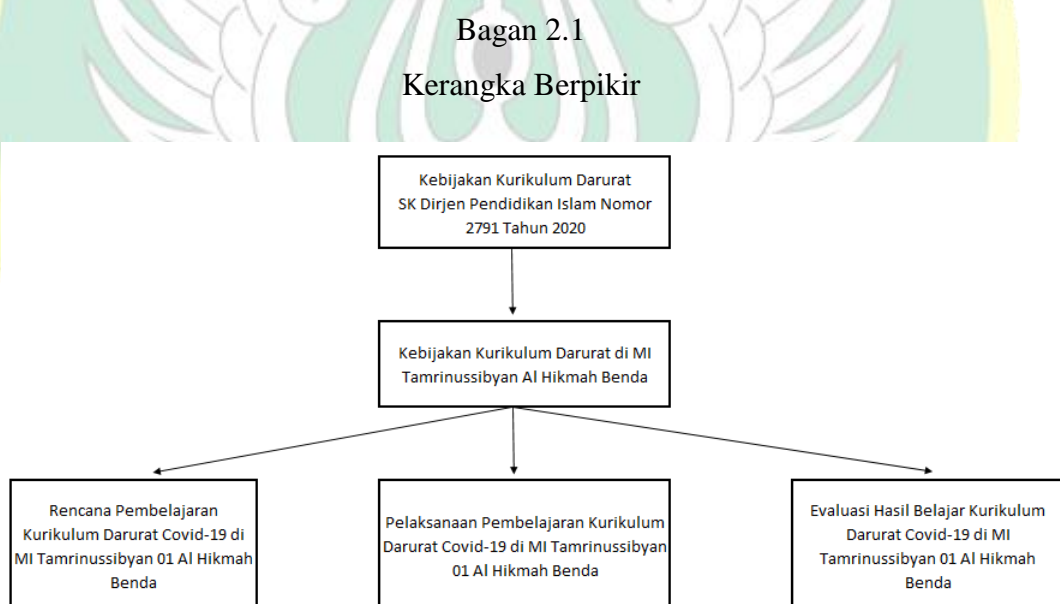 Bagan 2.1
Kerangka Berpikir
Kebijakan Kurikulum Darurat
SK Dirjen Pendidikan Islam Nomor
2791 Tahun 2020
Kebijakan Kurikulum Darurat di MI
Tamrinussibyan Al Hikmah Benda
Rencana Pembelajaran
Kurikulum Darurat Covid-19 di
MI Tamrinussibyan 01 Al Hikmah
Benda
Pelaksanaan Pembelajaran Kurikulum
Darurat Covid-19 di MI Tamrinussibyan
01 Al Hikmah Benda
Evaluasi Hasil Belajar Kurikulum
Darurat Covid-19 di MI
Tamrinussibyan 01 Al Hikmah
Benda